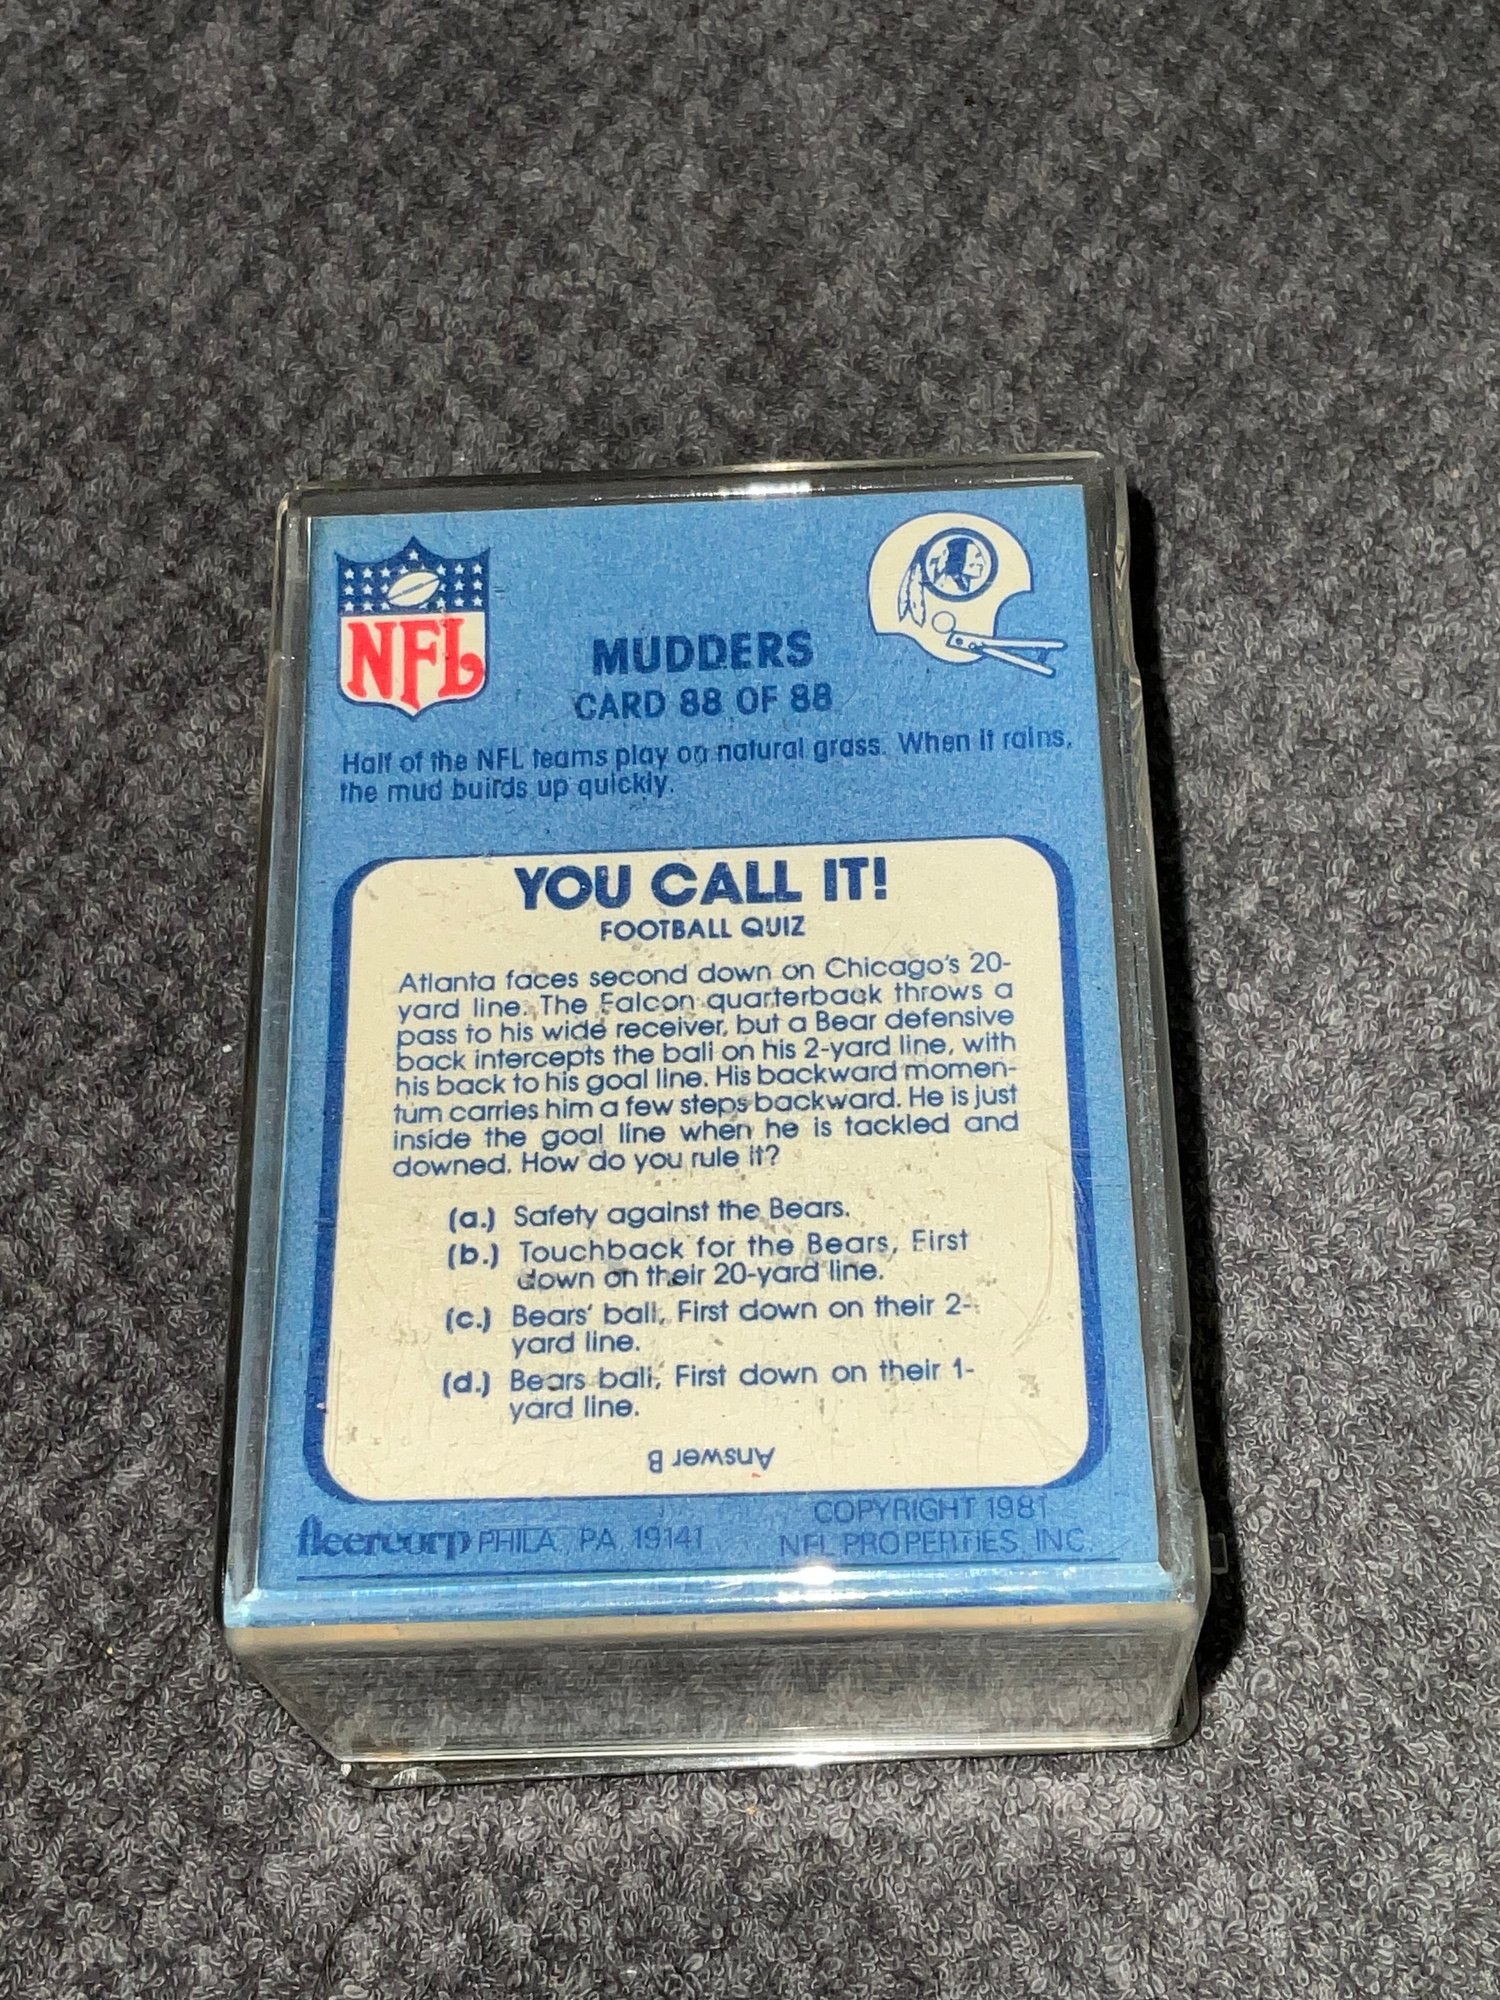 NFL
MUDDERS
CARD 88 OF 88
Half of the NFL teams play on natural grass. When it rains,
the mud builds up quickly.
YOU CALL IT!
FOOTBALL QUIZ
Atlanta faces second down on Chicago's 20-
yard line. The Falcon quarterback throws a
pass to his wide receiver, but a Bear defensive
back intercepts the ball on his 2-yard line, with
his back to his goal line. His backward momen-
tum carries him a few steps backward. He is just
inside the goal line when he is tackled and
downed. How do you rule it?
(a.) Safety against the Bears.
(b.) Touchback for the Bears, First
down on their 20-yard line.
(c.) Bears' ball, First down on their 2-
yard line.
(d.) Bears ball, First down on their 1-
yard line.
Answer B
fleercorp PHILA., PA 19141
COPYRIGHT 1981
NFL PROPERTIES, INC.